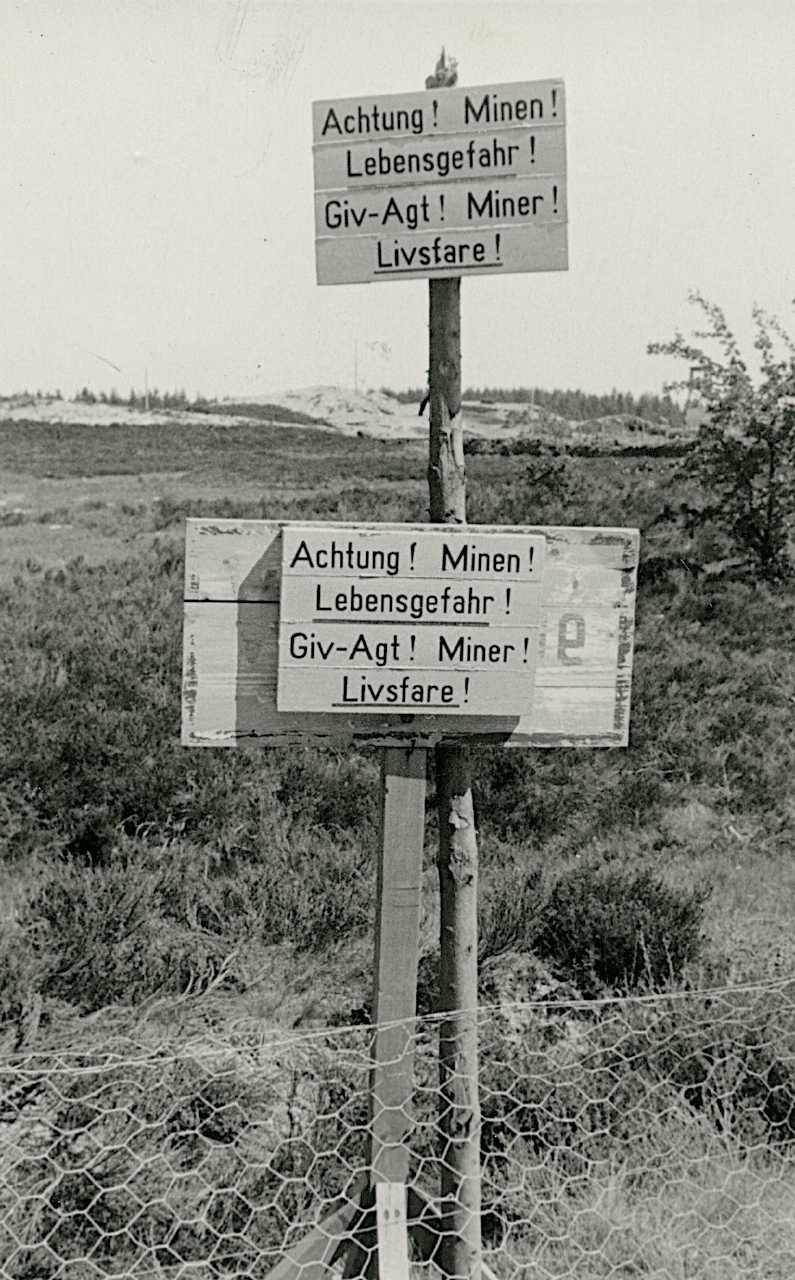 Achtung! Minen!
Lebensgefahr!
Giv-Agt! Miner!
Livsfare!
Achtung! Minen!
Lebensgefahr!
Giv-Agt! Miner!
Livsfare!